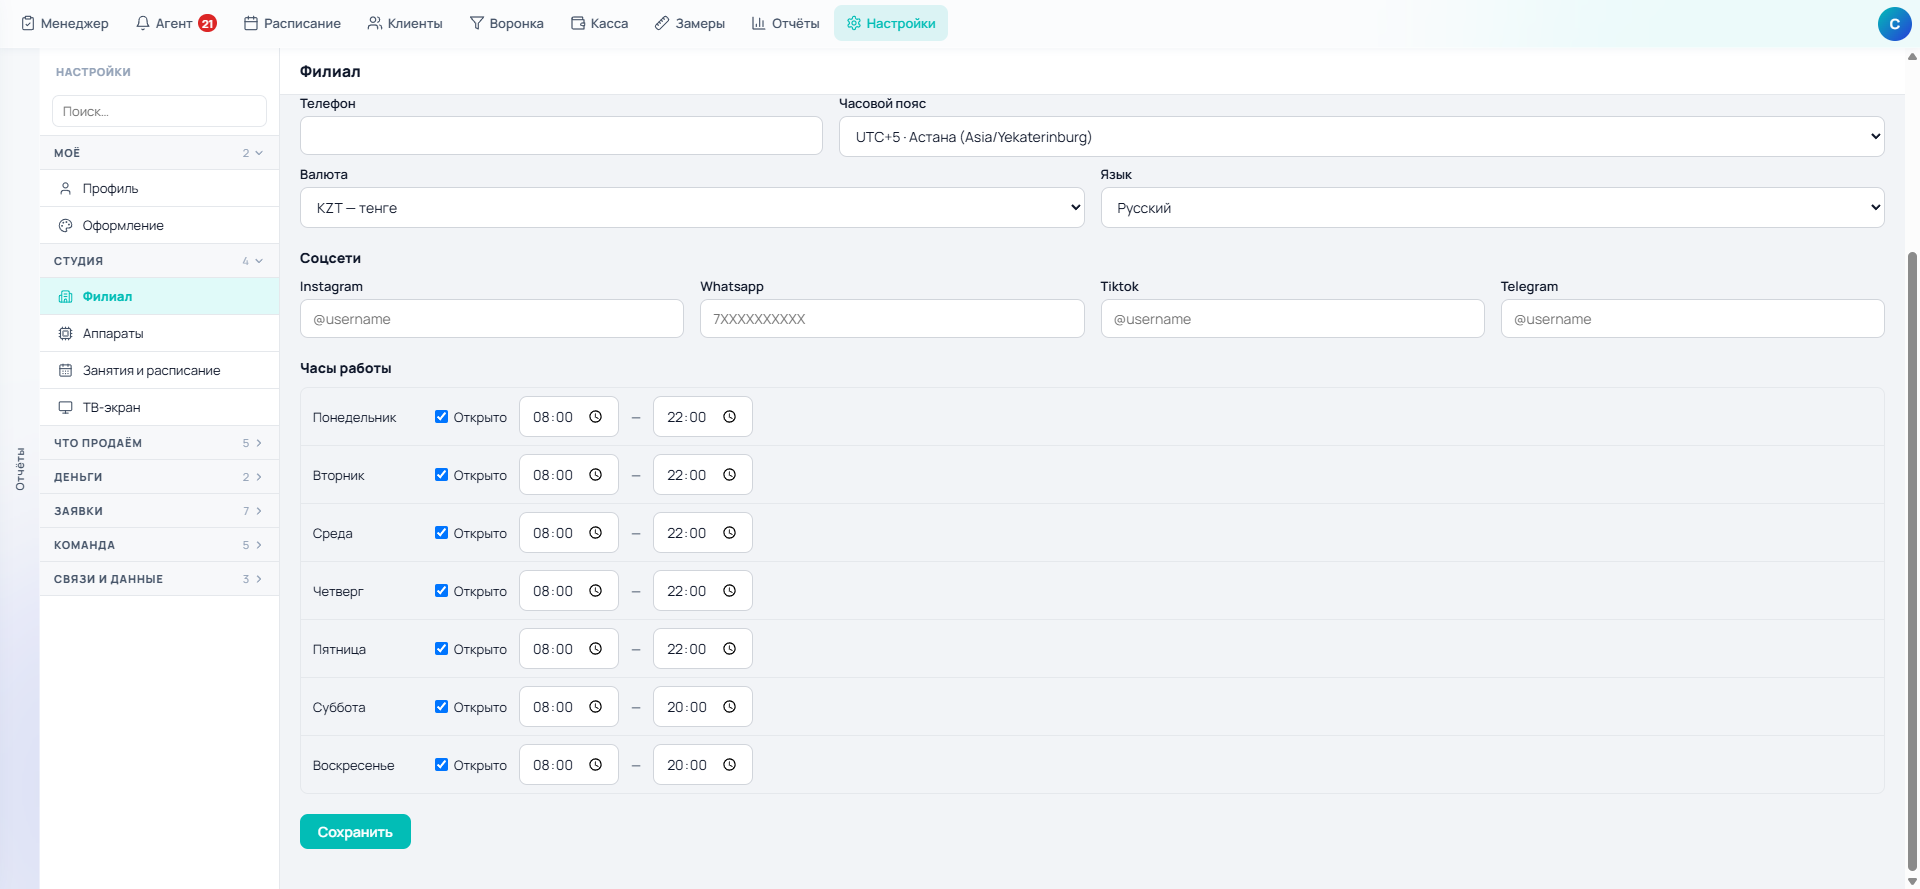 Менеджер
Агент 21
Расписание
Клиенты
Воронка
Касса
Замеры
Отчёты
Настройки
С
Отчёты
НАСТРОЙКИ
Поиск...
МОЁ 2
Профиль
Оформление
СТУДИЯ 4
Филиал
Аппараты
Занятия и расписание
ТВ-экран
ЧТО ПРОДАЁМ 5
ДЕНЬГИ 2
ЗАЯВКИ 7
КОМАНДА 5
СВЯЗИ И ДАННЫЕ 3
Филиал
Телефон
Часовой пояс
UTC+5 · Астана (Asia/Yekaterinburg)
Валюта
Язык
KZT — тенге
Русский
Соцсети
Instagram
Whatsapp
Tiktok
Telegram
@username
7XXXXXXXXXX
@username
@username
Часы работы
Понедельник Открыто 08:00 — 22:00
Вторник Открыто 08:00 — 22:00
Среда Открыто 08:00 — 22:00
Четверг Открыто 08:00 — 22:00
Пятница Открыто 08:00 — 22:00
Суббота Открыто 08:00 — 20:00
Воскресенье Открыто 08:00 — 20:00
Сохранить